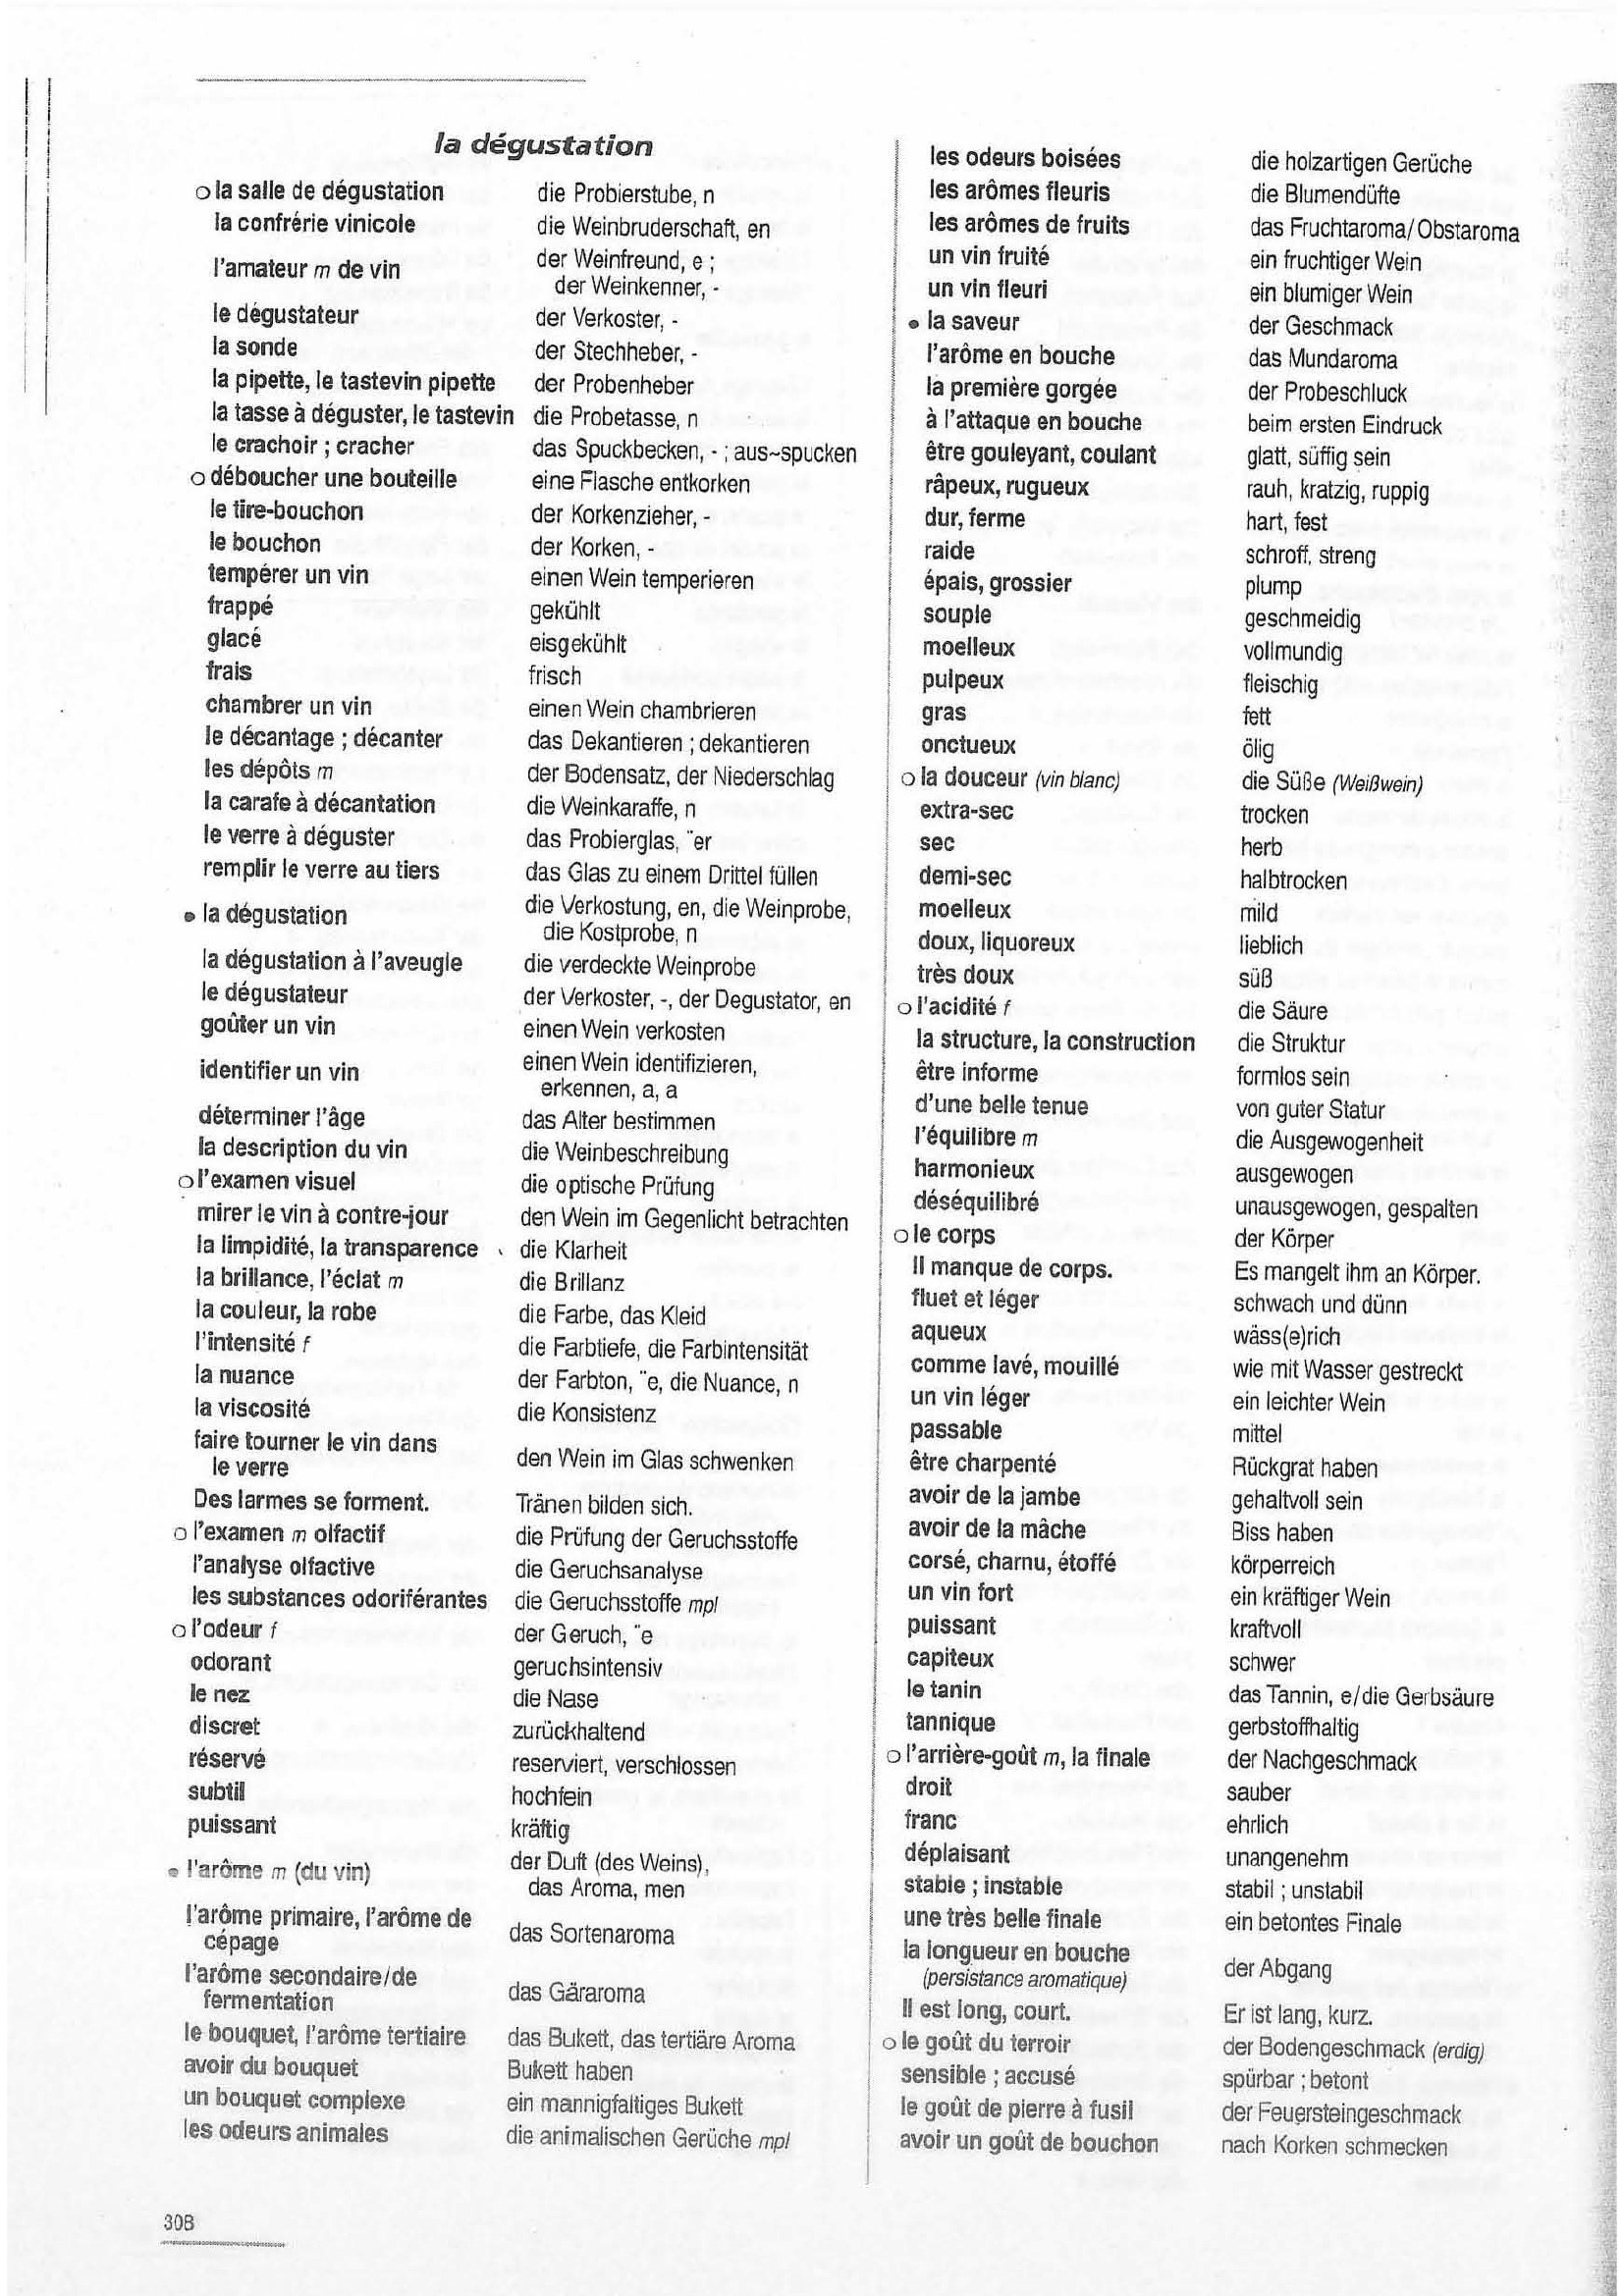 la dégustation
o la salle de dégustation die Probierstube, n
la confrérie vinicole die Weinbruderschaft, en
l'amateur m de vin der Weinfreund, e ;
der Weinkenner, -
le dégustateur der Verkoster, -
la sonde der Stechheber, -
la pipette, le tastevin pipette der Probenheber
la tasse à déguster, le tastevin die Probetasse, n
le crachoir ; cracher das Spuckbecken, - ; aus~spucken
o déboucher une bouteille eine Flasche entkorken
le tire-bouchon der Korkenzieher, -
le bouchon der Korken, -
tempérer un vin einen Wein temperieren
frappé gekühlt
glacé eisgekühlt
frais frisch
chambrer un vin einen Wein chambrieren
le décantage ; décanter das Dekantieren ; dekantieren
les dépôts m der Bodensatz, der Niederschlag
la carafe à décantation die Weinkaraffe, n
le verre à déguster das Probierglas, ¨er
remplir le verre au tiers das Glas zu einem Drittel füllen
• la dégustation die Verkostung, en, die Weinprobe,
die Kostprobe, n
la dégustation à l'aveugle die verdeckte Weinprobe
le dégustateur der Verkoster, -, der Degustator, en
goûter un vin einen Wein verkosten
identifier un vin einen Wein identifizieren,
erkennen, a, a
déterminer l'âge das Alter bestimmen
la description du vin die Weinbeschreibung
o l'examen visuel die optische Prüfung
mirer le vin à contre-jour den Wein im Gegenlicht betrachten
la limpidité, la transparence die Klarheit
la brillance, l'éclat m die Brillanz
la couleur, la robe die Farbe, das Kleid
l'intensité f die Farbtiefe, die Farbintensität
la nuance der Farbton, ¨e, die Nuance, n
la viscosité die Konsistenz
faire tourner le vin dans
le verre den Wein im Glas schwenken
Des larmes se forment. Tränen bilden sich.
o l'examen m olfactif die Prüfung der Geruchsstoffe
l'analyse olfactive die Geruchsanalyse
les substances odoriférantes die Geruchsstoffe mpl
o l'odeur f der Geruch, ¨e
odorant geruchsintensiv
le nez die Nase
discret zurückhaltend
réservé reserviert, verschlossen
subtil hochfein
puissant kräftig
• l'arôme m (du vin) der Duft (des Weins),
das Aroma, men
l'arôme primaire, l'arôme de
cépage das Sortenaroma
l'arôme secondaire/de
fermentation das Gäraroma
le bouquet, l'arôme tertiaire das Bukett, das tertiäre Aroma
avoir du bouquet Bukett haben
un bouquet complexe ein mannigfaltiges Bukett
les odeurs animales die animalischen Gerüche mpl
les odeurs boisées die holzartigen Gerüche
les arômes fleuris die Blumendüfte
les arômes de fruits das Fruchtaroma/Obstaroma
un vin fruité ein fruchtiger Wein
un vin fleuri ein blumiger Wein
• la saveur der Geschmack
l'arôme en bouche das Mundaroma
la première gorgée der Probeschluck
à l'attaque en bouche beim ersten Eindruck
être gouleyant, coulant glatt, süffig sein
râpeux, rugueux rauh, kratzig, ruppig
dur, ferme hart, fest
raide schroff, streng
épais, grossier plump
souple geschmeidig
moelleux vollmundig
pulpeux fleischig
gras fett
onctueux ölig
o la douceur (vin blanc) die Süße (Weißwein)
extra-sec trocken
sec herb
demi-sec halbtrocken
moelleux mild
doux, liquoreux lieblich
très doux süß
o l'acidité f die Säure
la structure, la construction die Struktur
être informe formlos sein
d'une belle tenue von guter Statur
l'équilibre m die Ausgewogenheit
harmonieux ausgewogen
déséquilibré unausgewogen, gespalten
o le corps der Körper
Il manque de corps. Es mangelt ihm an Körper.
fluet et léger schwach und dünn
aqueux wäss(e)rich
comme lavé, mouillé wie mit Wasser gestreckt
un vin léger ein leichter Wein
passable mittel
être charpenté Rückgrat haben
avoir de la jambe gehaltvoll sein
avoir de la mâche Biss haben
corsé, charnu, étoffé körperreich
un vin fort ein kräftiger Wein
puissant kraftvoll
capiteux schwer
le tanin das Tannin, e/die Gerbsäure
tannique gerbstoffhaltig
o l'arrière-goût m, la finale der Nachgeschmack
droit sauber
franc ehrlich
déplaisant unangenehm
stable ; instable stabil ; unstabil
une très belle finale ein betontes Finale
la longueur en bouche
(persistance aromatique) der Abgang
Il est long, court. Er ist lang, kurz.
o le goût du terroir der Bodengeschmack (erdig)
sensible ; accusé spürbar ; betont
le goût de pierre à fusil der Feuersteingeschmack
avoir un goût de bouchon nach Korken schmecken
308